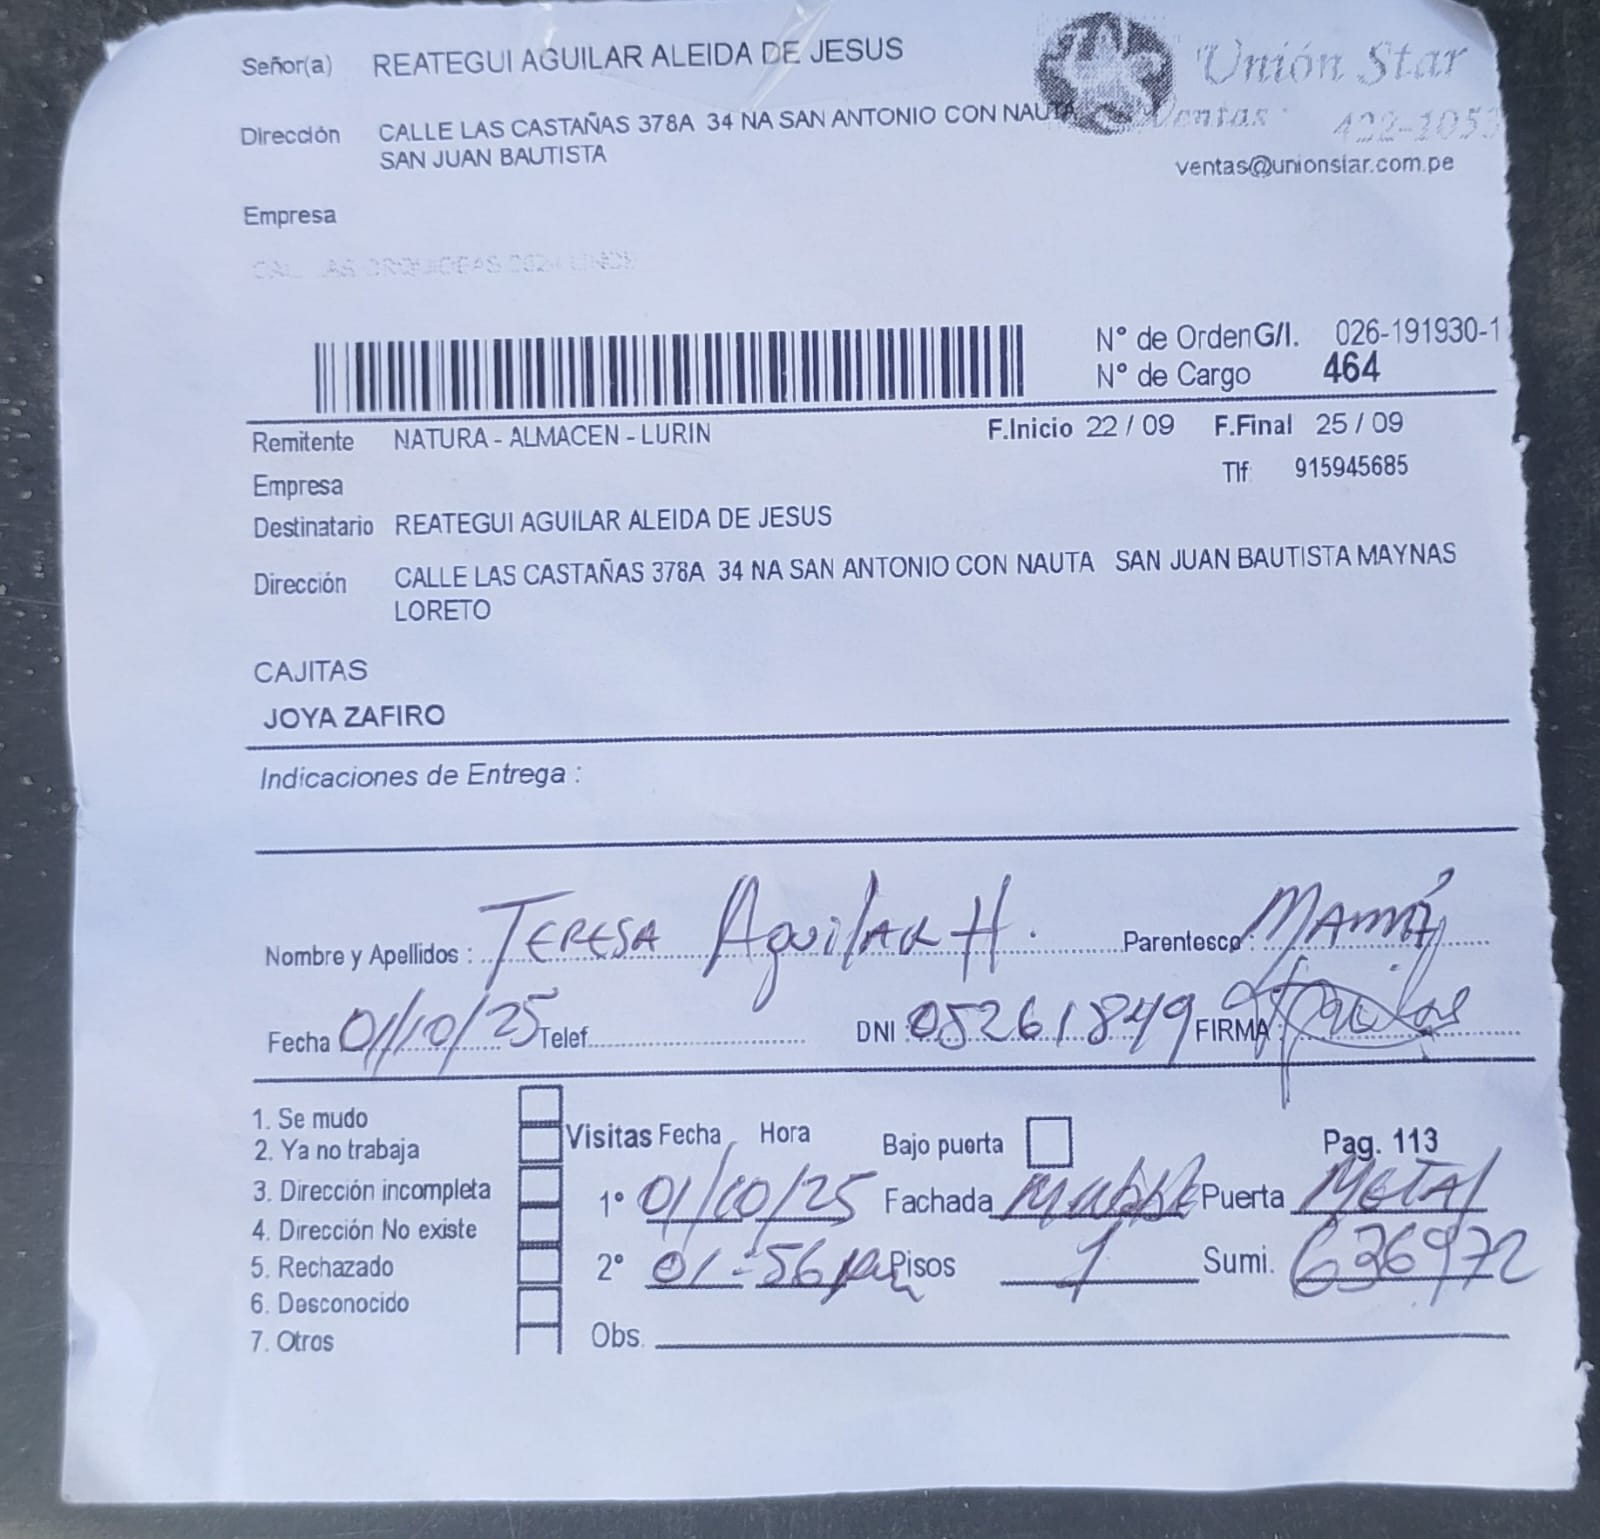 Señor(a) REATEGUI AGUILAR ALEIDA DE JESUS
Unión Star
Ventas: 422-1053
ventas@unionstar.com.pe
Dirección CALLE LAS CASTAÑAS 378A 34 NA SAN ANTONIO CON NAUTA
SAN JUAN BAUTISTA
Empresa
N° de Orden G/I. 026-191930-1
N° de Cargo 464
Remitente NATURA - ALMACEN - LURIN F.Inicio 22 / 09 F.Final 25 / 09
Empresa Tlf 915945685
Destinatario REATEGUI AGUILAR ALEIDA DE JESUS
Dirección CALLE LAS CASTAÑAS 378A 34 NA SAN ANTONIO CON NAUTA SAN JUAN BAUTISTA MAYNAS
LORETO
CAJITAS
JOYA ZAFIRO
Indicaciones de Entrega :
Nombre y Apellidos : TERESA AguilAR H. Parentesco : MAMÁ
Fecha 01/10/25 Telef. DNI : 05261849 FIRMA :
1. Se mudo
2. Ya no trabaja
3. Dirección incompleta
4. Dirección No existe
5. Rechazado
6. Desconocido
7. Otros
Visitas Fecha Hora Bajo puerta Pag. 113
1° 01/10/25 Fachada Puerta METAL
2° 01:56 pm Pisos 1 Sumi. 636972
Obs.